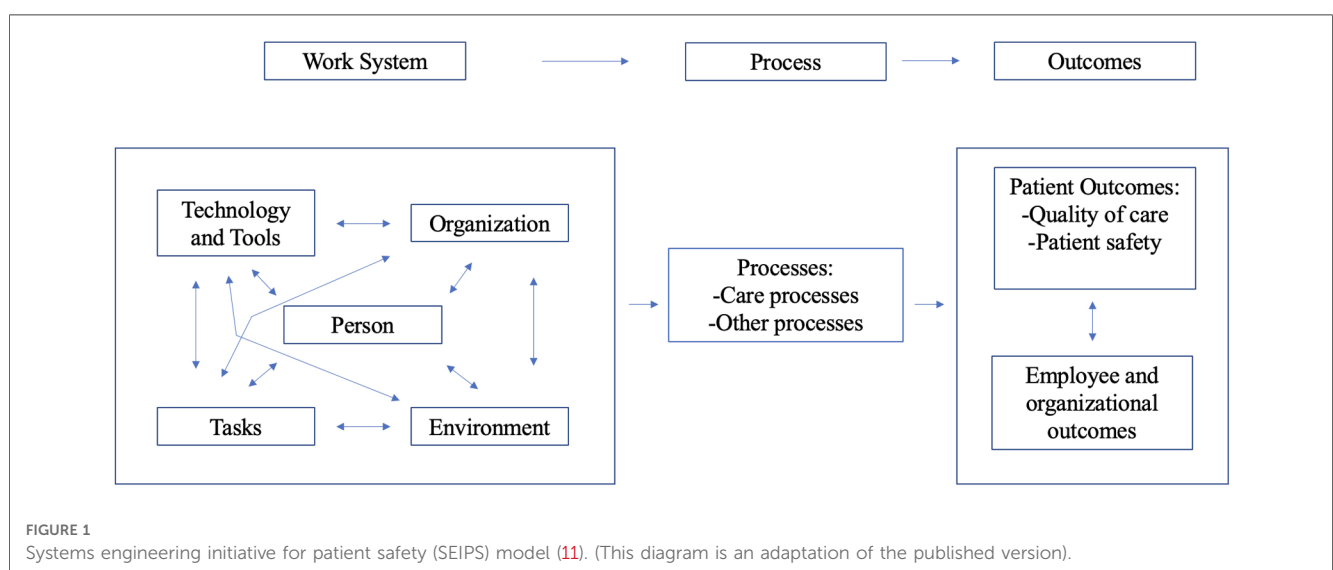 Work System
Process
Outcomes
Technology
and Tools
Organization
Person
Tasks
Environment
Processes:
-Care processes
-Other processes
Patient Outcomes:
-Quality of care
-Patient safety
Employee and
organizational
outcomes
FIGURE 1
Systems engineering initiative for patient safety (SEIPS) model (11). (This diagram is an adaptation of the published version).